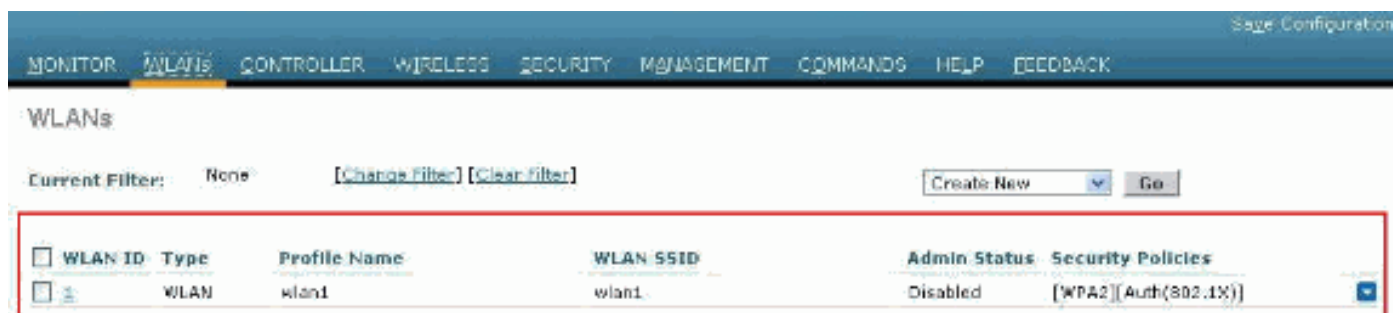 Save Configuration
MONITOR WLANs CONTROLLER WIRELESS SECURITY MANAGEMENT COMMANDS HELP FEEDBACK
WLANs
Current Filter: None [Change Filter] [Clear Filter] Create New Go
WLAN ID Type Profile Name WLAN SSID Admin Status Security Policies
1 WLAN wlan1 wlan1 Disabled [WPA2][Auth(802.1X)]